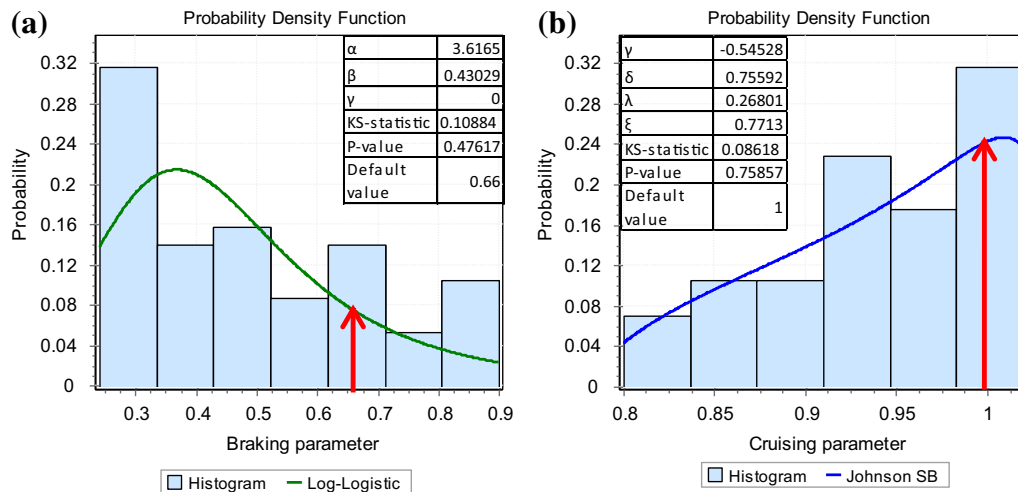 (a)
Probability Density Function
Probability
0.32
0.28
0.24
0.2
0.16
0.12
0.08
0.04
0
α 3.6165
β 0.43029
γ 0
KS-statistic 0.10884
P-value 0.47617
Default
value 0.66
0.3 0.4 0.5 0.6 0.7 0.8 0.9
Braking parameter
Histogram Log-Logistic
(b)
Probability Density Function
Probability
0.32
0.28
0.24
0.2
0.16
0.12
0.08
0.04
0
γ -0.54528
δ 0.75592
λ 0.26801
ξ 0.7713
KS-statistic 0.08618
P-value 0.75857
Default
value 1
0.8 0.85 0.9 0.95 1
Cruising parameter
Histogram Johnson SB